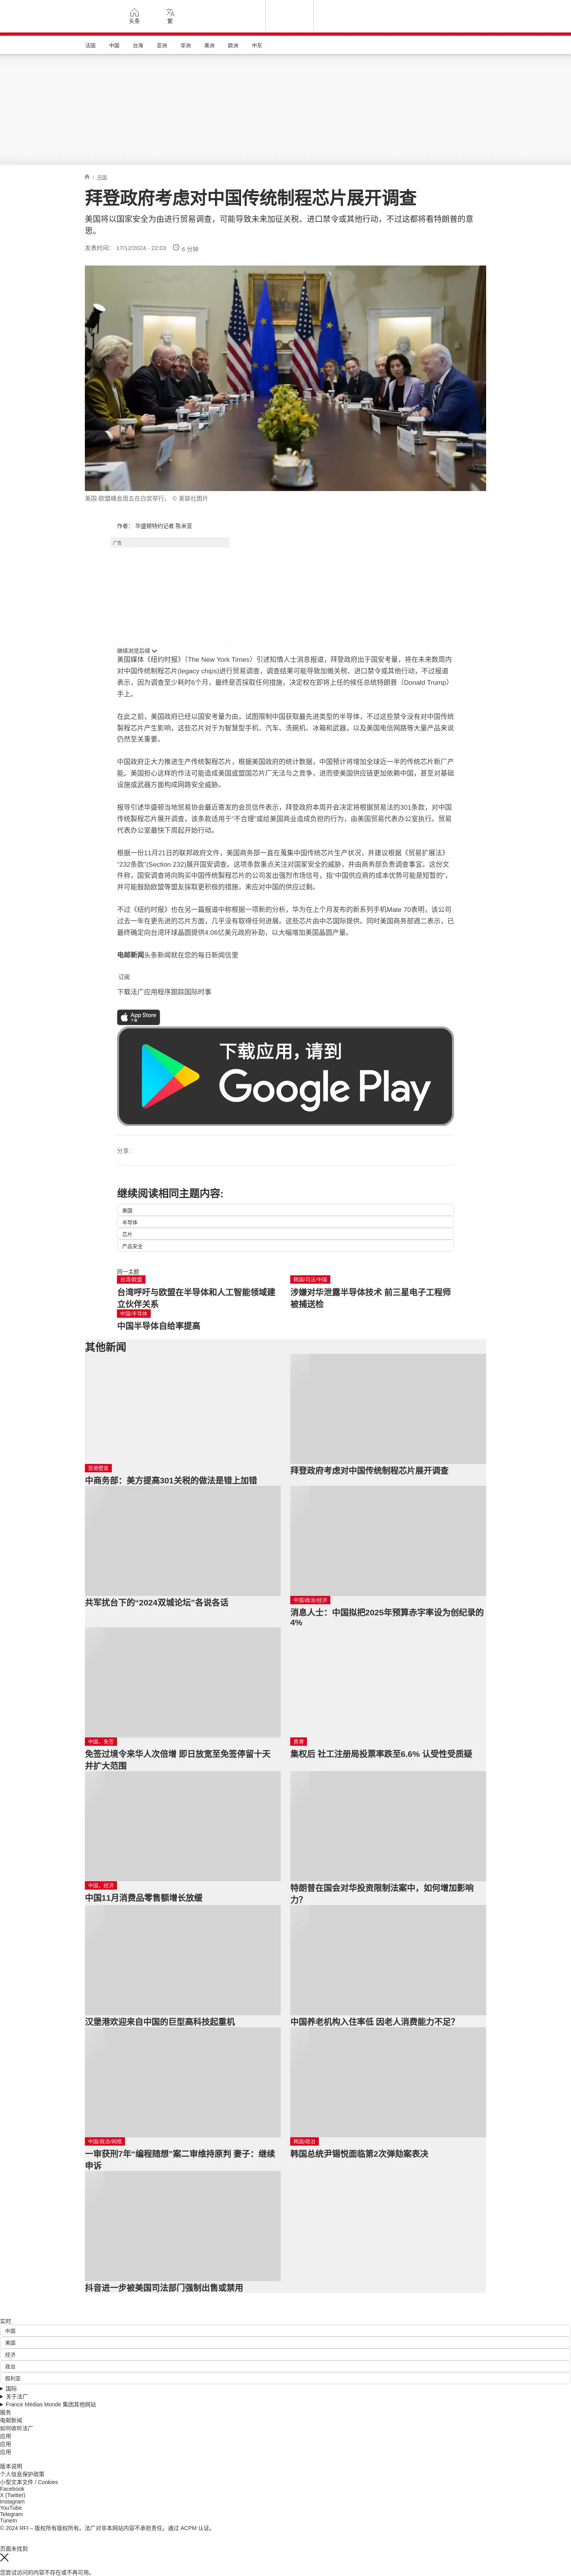 头条
繁
法国 中国 台海 亚洲 非洲 美洲 欧洲 中东
/ 中国
拜登政府考虑对中国传统制程芯片展开调查
美国将以国家安全为由进行贸易调查，可能导致未来加征关税、进口禁令或其他行动，不过这都将看特朗普的意
思。
发表时间： 17/12/2024 - 22:03 6 分钟
美国-欧盟峰会周五在白宫举行。 © 美联社图片
作者： 华盛顿特约记者 陈米亚
广告
继续浏览后续
美国媒体《纽约时报》（The New York Times）引述知情人士消息报道，拜登政府出于国安考量，将在未来数周内
对中国传统制程芯片(legacy chips)进行贸易调查，调查结果可能导致加徵关税、进口禁令或其他行动，不过报道
表示，因为调查至少耗时6个月，最终是否採取任何措施，决定权在即将上任的候任总统特朗普（Donald Trump）
手上。
在此之前，美国政府已经以国安考量为由，试图限制中国获取最先进类型的半导体，不过这些禁令没有对中国传统
製程芯片产生影响，这些芯片对于为智慧型手机、汽车、洗碗机、冰箱和武器，以及美国电信网路等大量产品来说
仍然至关重要。
中国政府正大力推进生产传统製程芯片，根据美国政府的统计数据，中国预计将增加全球近一半的传统芯片新厂产
能。美国担心这样的作法可能造成美国或盟国芯片厂无法与之竞争，进而使美国供应链更加依赖中国，甚至对基础
设施或武器方面构成网路安全威胁。
报导引述华盛顿当地贸易协会最近寄发的会员信件表示，拜登政府本周开会决定将根据贸易法的301条款，对中国
传统製程芯片展开调查，该条款适用于“不合理”或给美国商业造成负担的行为，由美国贸易代表办公室执行。贸易
代表办公室最快下周起开始行动。
根据一份11月21日的联邦政府文件，美国商务部一直在蒐集中国传统芯片生产状况，并建议根据《贸易扩展法》
“232条款”(Section 232)展开国安调查。这项条款重点关注对国家安全的威胁，并由商务部负责调查事宜。这份文
件称，国安调查将向购买中国传统製程芯片的公司发出强烈市场信号，指“中国供应商的成本优势可能是短暂的”，
并可能鼓励欧盟等盟友採取更积极的措施，来应对中国的供应过剩。
不过《纽约时报》也在另一篇报道中称根据一项新的分析，华为在上个月发布的新系列手机Mate 70表明，该公司
过去一年在更先进的芯片方面，几乎没有取得任何进展。这些芯片由中芯国际提供。同时美国商务部週二表示，已
最终确定向台湾环球晶圆提供4.06亿美元政府补助，以大幅增加美国晶圆产量。
电邮新闻头条新闻就在您的每日新闻信里
订阅
下载法广应用程序跟踪国际时事
App Store
下载
下载应用，请到
Google Play
分享 :
继续阅读相同主题内容:
美国
半导体
芯片
产品安全
同一主题
台湾/欧盟
台湾呼吁与欧盟在半导体和人工智能领域建
立伙伴关系
韩国/司法/中国
涉嫌对华泄露半导体技术 前三星电子工程师
被捕送检
中国/半导体
中国半导体自给率提高
其他新闻
贸易壁垒
中商务部：美方提高301关税的做法是错上加错
拜登政府考虑对中国传统制程芯片展开调查
共军扰台下的“2024双城论坛”各说各话
中国/政治/经济
消息人士：中国拟把2025年预算赤字率设为创纪录的
4%
中国、免签
免签过境令来华人次倍增 即日放宽至免签停留十天
并扩大范围
香港
集权后 社工注册局投票率跌至6.6% 认受性受质疑
中国，经济
中国11月消费品零售额增长放缓
特朗普在国会对华投资限制法案中，如何增加影响
力?
汉堡港欢迎来自中国的巨型高科技起重机
中国养老机构入住率低 因老人消费能力不足?
中国/政治/网络
一审获刑7年“编程随想”案二审维持原判 妻子：继续
申诉
韩国/政治
韩国总统尹锡悦面临第2次弹劾案表决
抖音进一步被美国司法部门强制出售或禁用
实时
中国
美国
经济
政治
叙利亚
国际
关于法广
France Médias Monde 集团其他网站
服务
电邮新闻
如何收听法广
应用
应用
应用
版本说明
个人信息保护政策
小型文本文件 / Cookies
Facebook
X (Twitter)
Instagram
YouTube
Telegram
TuneIn
© 2024 RFI – 版权所有版权所有。法广对非本网站内容不承担责任。通过 ACPM 认证。
页面未找到
您尝试访问的内容不存在或不再可用。